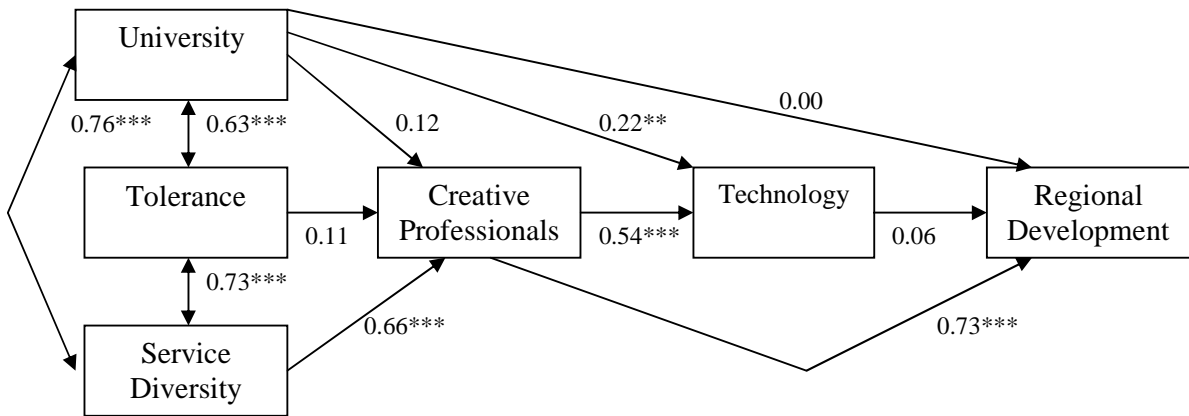 University
0.00
0.76***
0.63***
0.12
0.22**
Tolerance
Creative
Professionals
Technology
Regional
Development
0.11
0.54***
0.06
0.73***
0.66***
0.73***
Service
Diversity